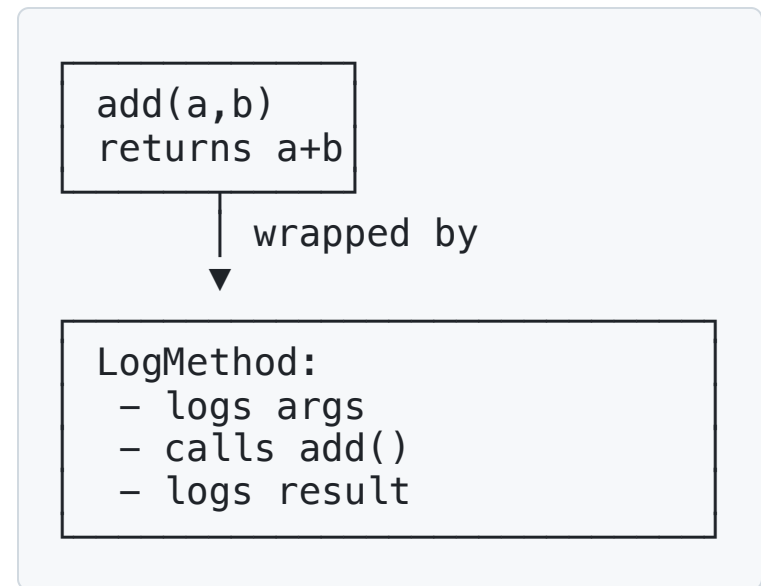 add(a,b)
returns a+b
wrapped by
LogMethod:
– logs args
– calls add()
– logs result